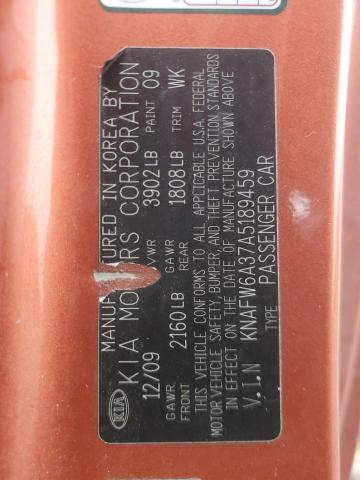 MANUFACTURED IN KOREA BY
KIA MOTORS CORPORATION
KIA
12/09 GVWR 3902LB PAINT 09
GAWR FRONT 2160LB GAWR REAR 1808LB TRIM WK
THIS VEHICLE CONFORMS TO ALL APPLICABLE U.S.A. FEDERAL
MOTOR VEHICLE SAFETY, BUMPER, AND THEFT PREVENTION STANDARDS
IN EFFECT ON THE DATE OF MANUFACTURE SHOWN ABOVE
V.I.N KNAFW6A37A5189459
TYPE PASSENGER CAR